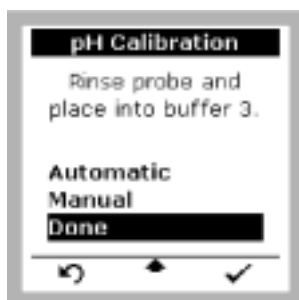 pH Calibration
Rinse probe and
place into buffer 3.
Automatic
Manual
Done